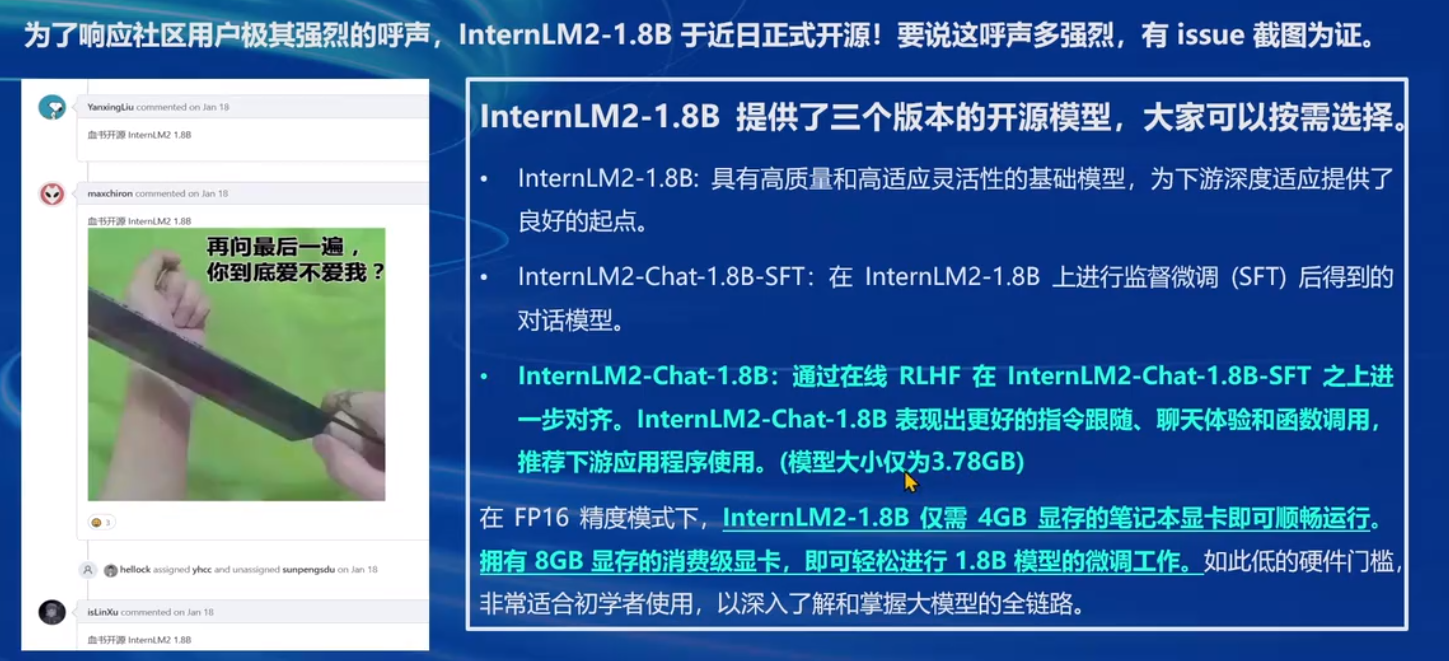 为了响应社区用户极其强烈的呼声，InternLM2-1.8B 于近日正式开源！要说这呼声多强烈，有 issue 截图为证。
YanxingLiu commented on Jan 18
血书开源 InternLM2 1.8B
maxchiron commented on Jan 18
血书开源 InternLM2 1.8B
再问最后一遍，
你到底爱不爱我？
3
hellock assigned yhcc and unassigned sunpengsdu on Jan 18
isLinXu commented on Jan 18
血书开源 InternLM2 1.8B
InternLM2-1.8B 提供了三个版本的开源模型，大家可以按需选择。
• InternLM2-1.8B: 具有高质量和高适应灵活性的基础模型，为下游深度适应提供了
良好的起点。
• InternLM2-Chat-1.8B-SFT：在 InternLM2-1.8B 上进行监督微调 (SFT) 后得到的
对话模型。
• InternLM2-Chat-1.8B：通过在线 RLHF 在 InternLM2-Chat-1.8B-SFT 之上进
一步对齐。InternLM2-Chat-1.8B 表现出更好的指令跟随、聊天体验和函数调用，
推荐下游应用程序使用。(模型大小仅为3.78GB)
在 FP16 精度模式下，InternLM2-1.8B 仅需 4GB 显存的笔记本显卡即可顺畅运行。
拥有 8GB 显存的消费级显卡，即可轻松进行 1.8B 模型的微调工作。如此低的硬件门槛，
非常适合初学者使用，以深入了解和掌握大模型的全链路。